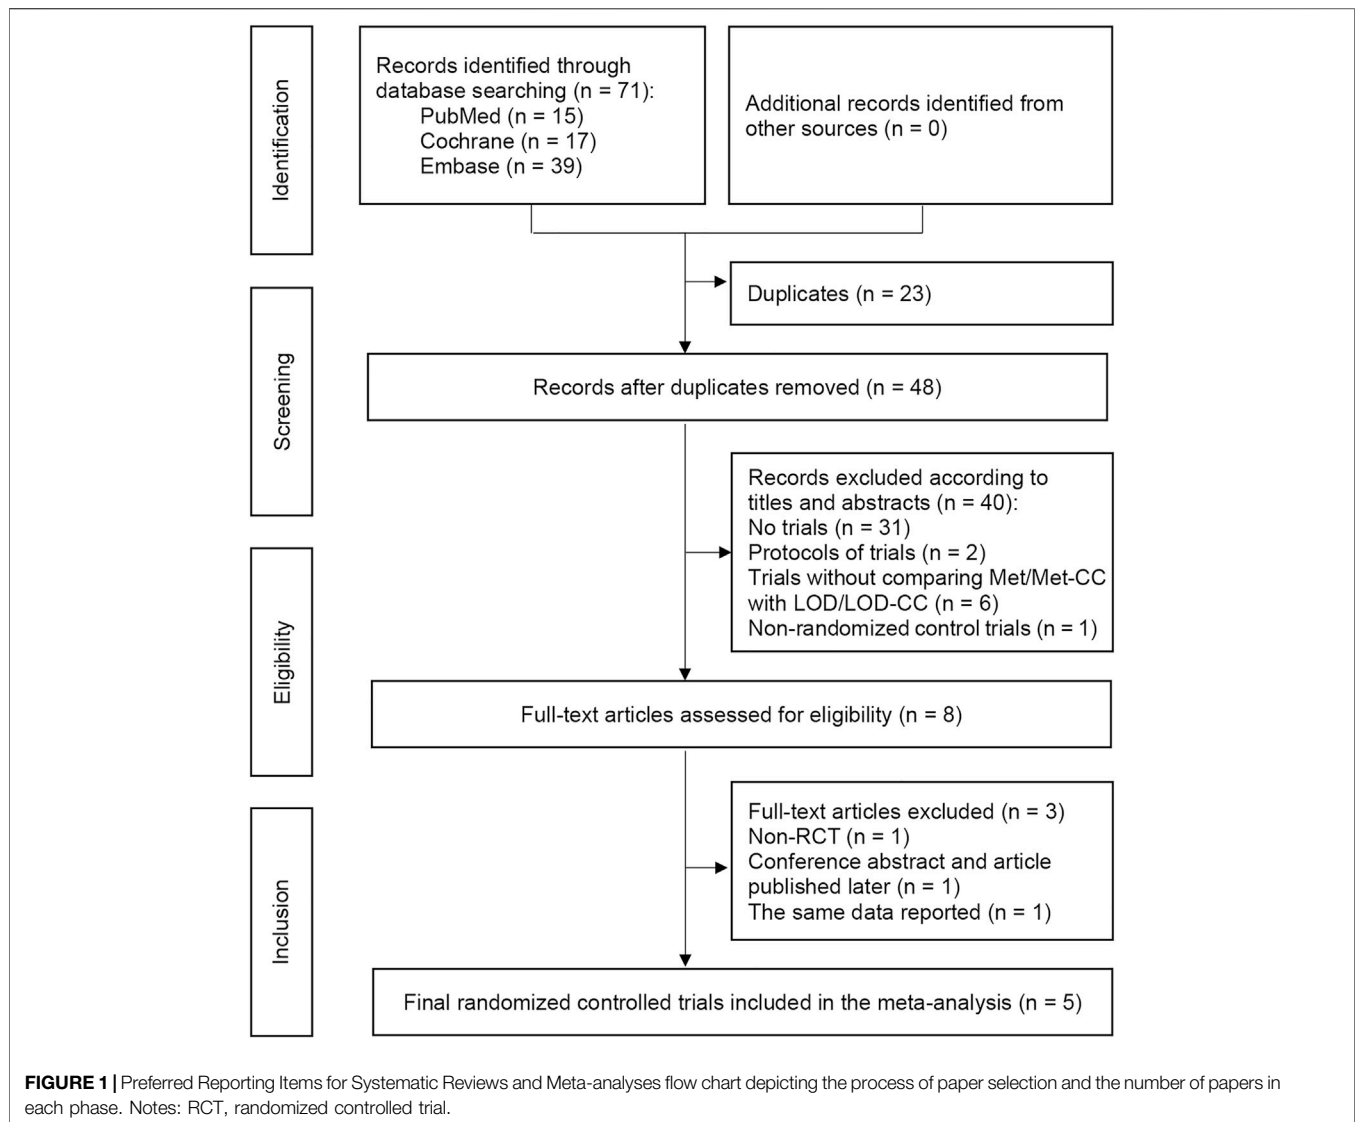 Identification
Records identified through
database searching (n = 71):
PubMed (n = 15)
Cochrane (n = 17)
Embase (n = 39)
Additional records identified from
other sources (n = 0)
Duplicates (n = 23)
Screening
Records after duplicates removed (n = 48)
Records excluded according to
titles and abstracts (n = 40):
No trials (n = 31)
Protocols of trials (n = 2)
Trials without comparing Met/Met-CC
with LOD/LOD-CC (n = 6)
Non-randomized control trials (n = 1)
Eligibility
Full-text articles assessed for eligibility (n = 8)
Full-text articles excluded (n = 3)
Non-RCT (n = 1)
Conference abstract and article
published later (n = 1)
The same data reported (n = 1)
Inclusion
Final randomized controlled trials included in the meta-analysis (n = 5)
FIGURE 1 | Preferred Reporting Items for Systematic Reviews and Meta-analyses flow chart depicting the process of paper selection and the number of papers in
each phase. Notes: RCT, randomized controlled trial.